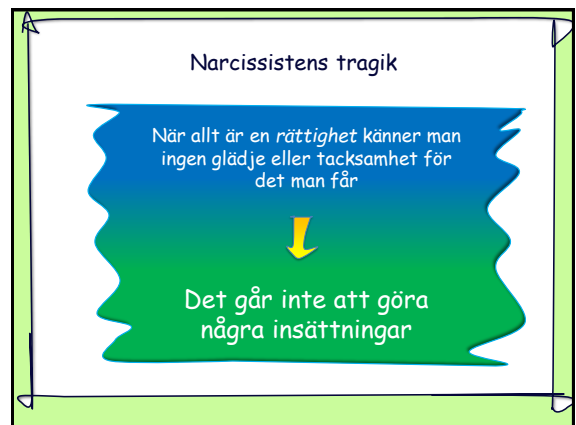 Narcissistens tragik
När allt är en rättighet känner man
ingen glädje eller tacksamhet för
det man får
Det går inte att göra
några insättningar